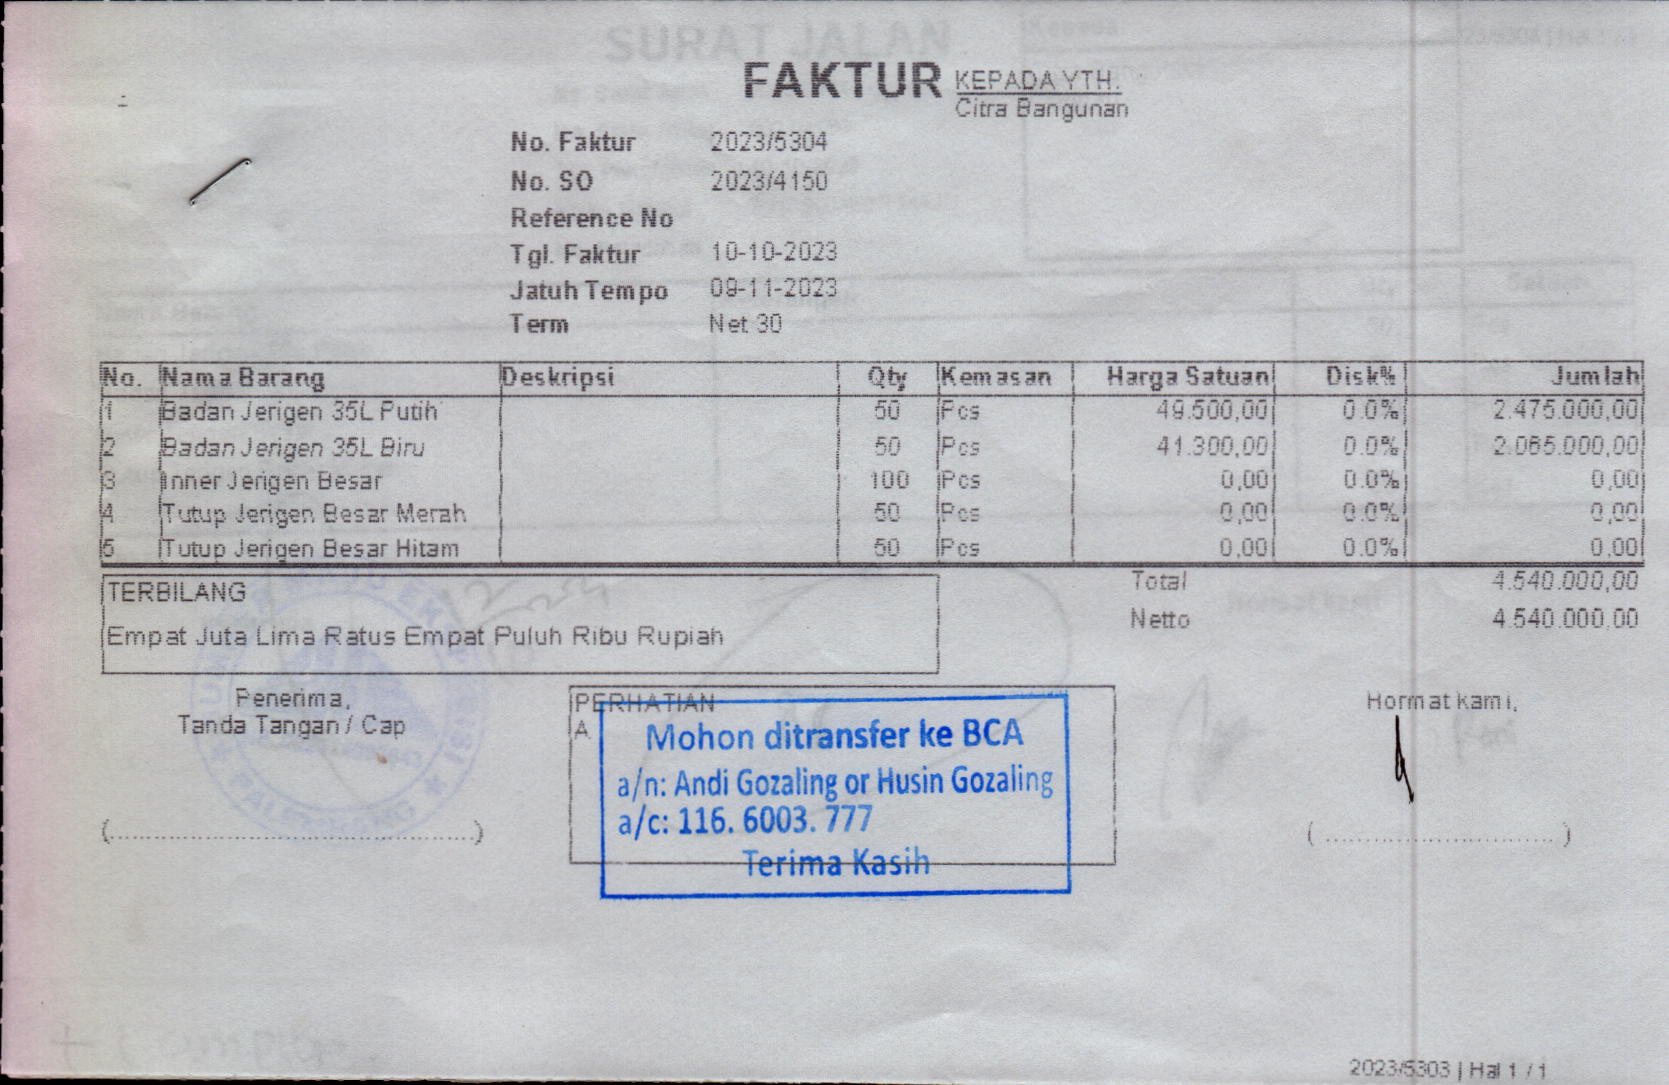 SURAT JALAN
FAKTUR
KEPADA YTH.
Citra Bangunan
No. Faktur 2023/5304
No. SO 2023/4150
Reference No
Tgl. Faktur 10-10-2023
Jatuh Tempo 09-11-2023
Term Net 30
No. Nama Barang Deskripsi Qty Kemasan Harga Satuan Disk% Jumlah
1 Badan Jerigen 35L Putih 50 Pcs 49.500,00 0.0% 2.475.000,00
2 Badan Jerigen 35L Biru 50 Pcs 41.300,00 0.0% 2.065.000,00
3 Inner Jerigen Besar 100 Pcs 0,00 0.0% 0,00
4 Tutup Jerigen Besar Merah 50 Pcs 0,00 0.0% 0,00
5 Tutup Jerigen Besar Hitam 50 Pcs 0,00 0.0% 0,00
TERBILANG
Empat Juta Lima Ratus Empat Puluh Ribu Rupiah
Total 4.540.000,00
Netto 4.540.000,00
Penerima,
Tanda Tangan / Cap
(..................................................)
PERHATIAN
A.
Mohon ditransfer ke BCA
a/n: Andi Gozaling or Husin Gozaling
a/c: 116. 6003. 777
Terima Kasih
Hormat kami,
( ................................ )
2023/5303 | Hal 1 / 1